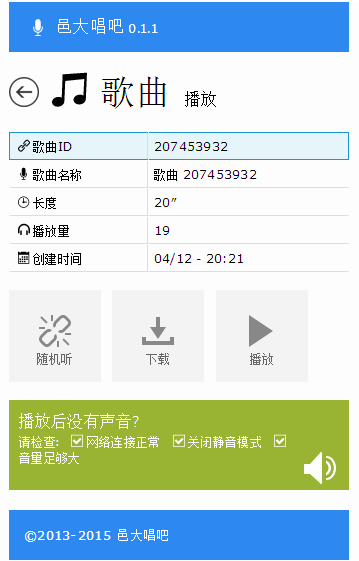 邑大唱吧 0.1.1
歌曲 播放
歌曲ID 207453932
歌曲名称 歌曲 207453932
长度 20"
播放量 19
创建时间 04/12 - 20:21
随机听 下载 播放
播放后没有声音?
请检查: 网络连接正常 关闭静音模式
音量足够大
©2013-2015 邑大唱吧